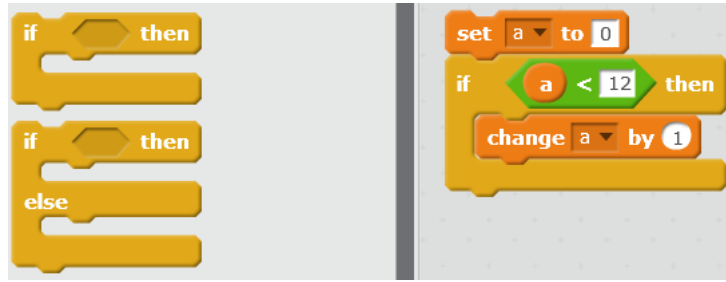 if then
if then
else
set a to 0
if a < 12 then
change a by 1